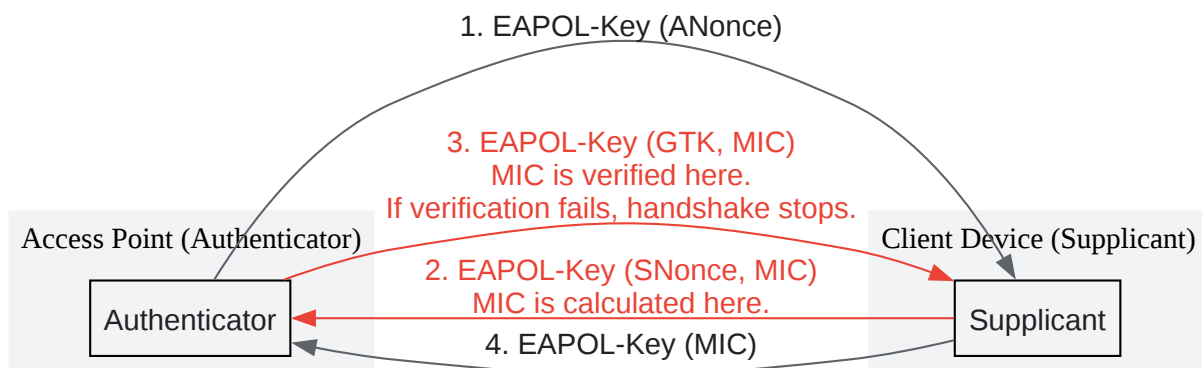 1. EAPOL-Key (ANonce)
3. EAPOL-Key (GTK, MIC)
MIC is verified here.
If verification fails, handshake stops.
Access Point (Authenticator)
Client Device (Supplicant)
2. EAPOL-Key (SNonce, MIC)
MIC is calculated here.
Authenticator
Supplicant
4. EAPOL-Key (MIC)